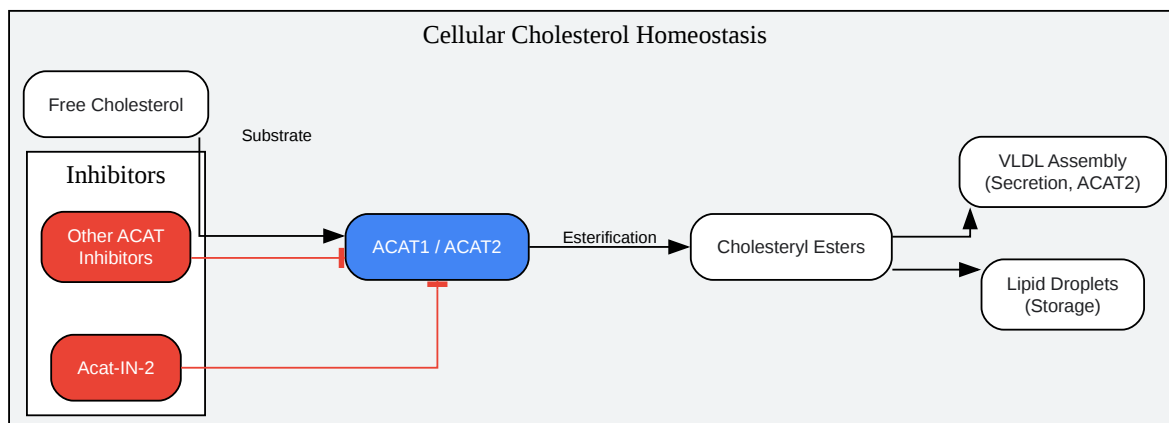 Cellular Cholesterol Homeostasis
Free Cholesterol
Substrate
Inhibitors
Other ACAT
Inhibitors
Acat-IN-2
ACAT1 / ACAT2
Esterification
Cholesteryl Esters
VLDL Assembly
(Secretion, ACAT2)
Lipid Droplets
(Storage)